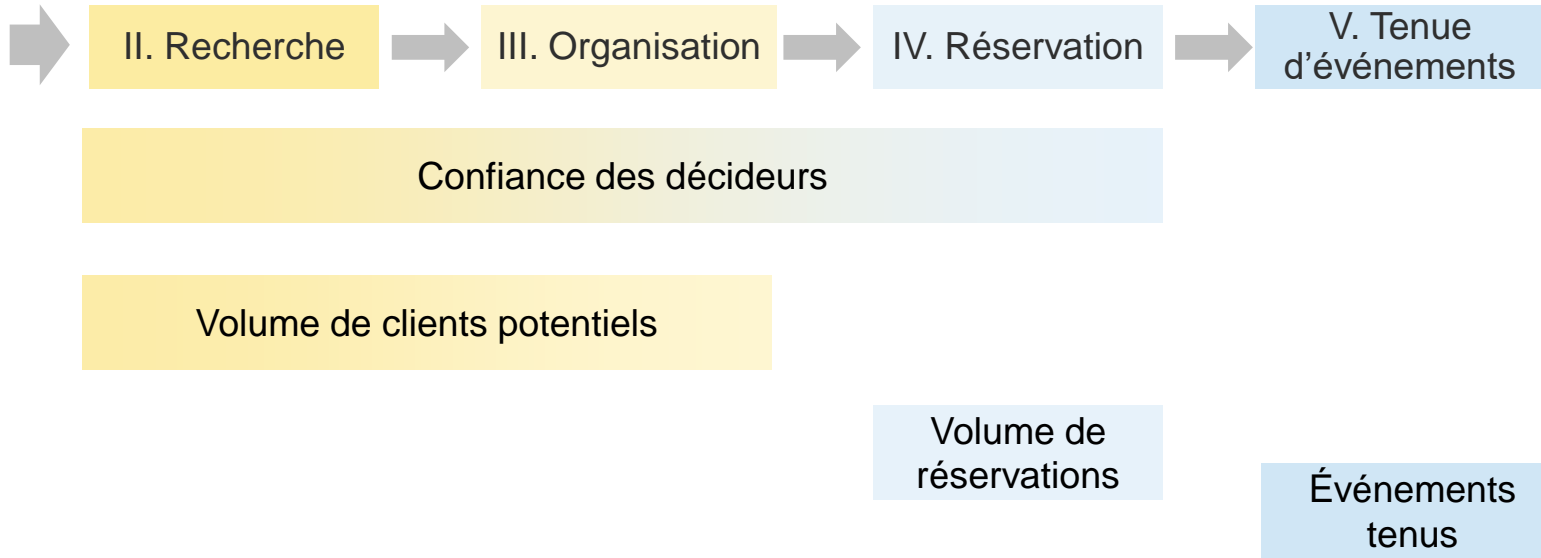 II. Recherche
III. Organisation
IV. Réservation
V. Tenue
d’événements
Confiance des décideurs
Volume de clients potentiels
Volume de
réservations
Événements
tenus